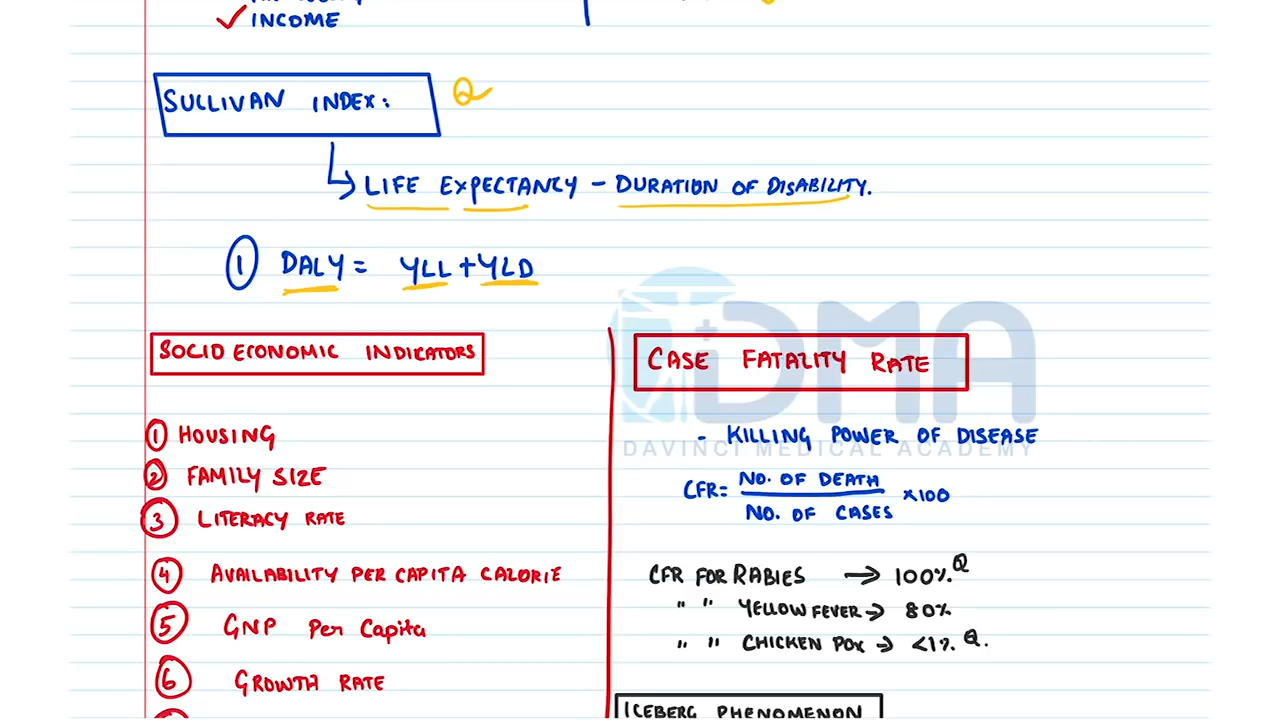 INCOME
SULLIVAN INDEX: Q
LIFE EXPECTANCY - DURATION OF DISABILITY.
1 DALY = YLL + YLD
SOCIO ECONOMIC INDICATORS
1 HOUSING
2 FAMILY SIZE
3 LITERACY RATE
4 AVAILABILITY PER CAPITA CALORIE
5 GNP Per Capita
6 GROWTH RATE
CASE FATALITY RATE
DMA
DAVINCI MEDICAL ACADEMY
- KILLING POWER OF DISEASE
CFR = NO. OF DEATH / NO. OF CASES × 100
CFR FOR RABIES → 100%. Q
" " YELLOW FEVER → 80%
" " CHICKEN POX → <1%. Q.
ICEBERG PHENOMENON